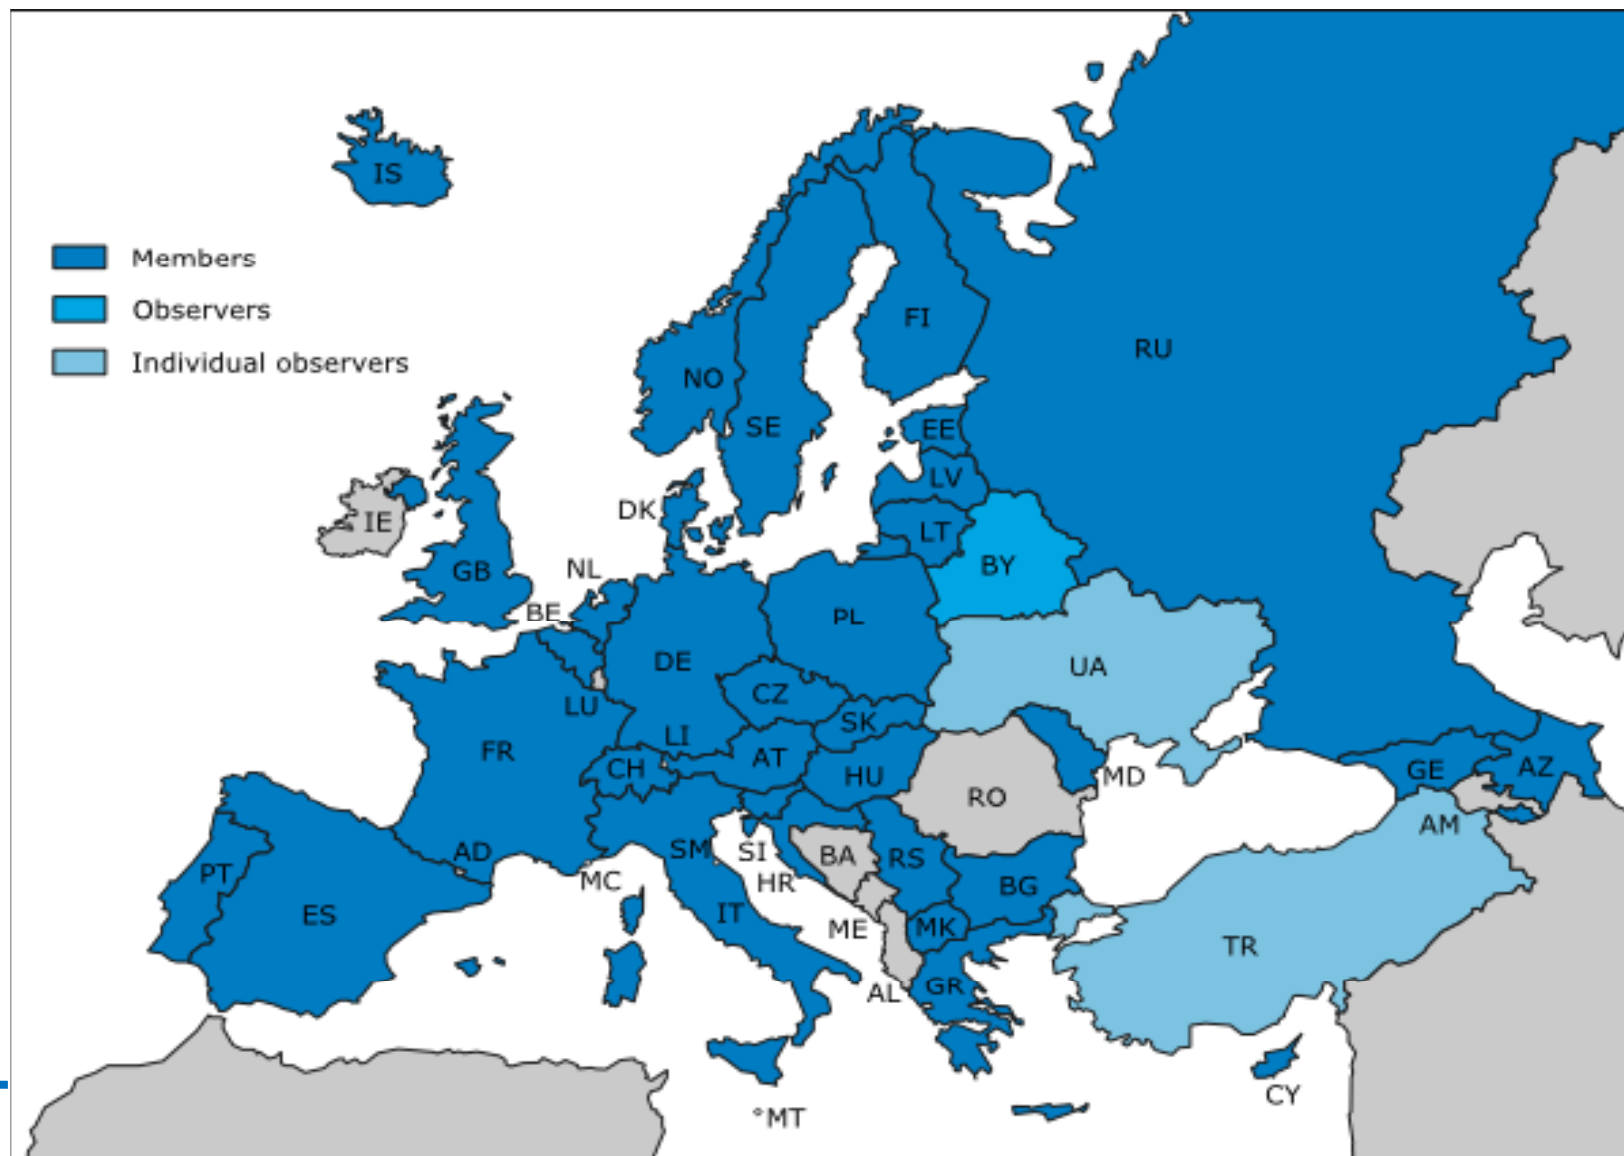 IS
Members
Observers
Individual observers
FI
RU
NO
SE
EE
LV
DK
LT
IE
BY
GB
NL
BE
PL
DE
UA
CZ
LU
SK
LI
FR
AT
CH
HU
MD
GE
AZ
RO
AM
AD
SM
SI
BA
RS
PT
MC
HR
BG
ES
IT
ME
MK
TR
AL
GR
CY
°MT